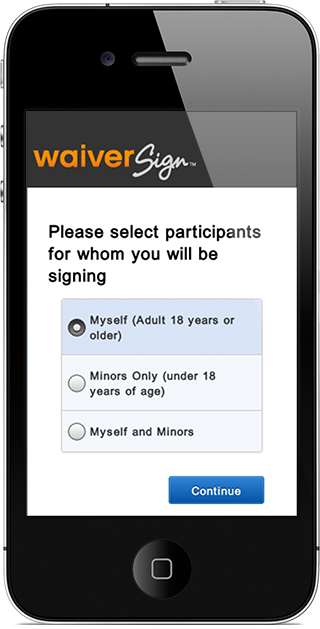 waiverSign™
Please select participants
for whom you will be
signing
Myself (Adult 18 years or
older)
Minors Only (under 18
years of age)
Myself and Minors
Continue